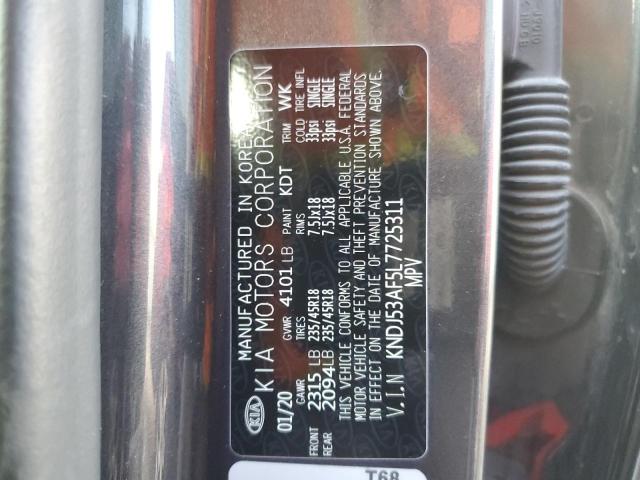 MANUFACTURED IN KOREA
KIA KIA MOTORS CORPORATION
01/20 GVWR 4101 LB PAINT KDT TRIM WK
GAWR TIRES RIMS COLD TIRE INFL
FRONT 2315 LB 235/45R18 7.5Jx18 33psi SINGLE
REAR 2094LB 235/45R18 7.5Jx18 33psi SINGLE
THIS VEHICLE CONFORMS TO ALL APPLICABLE U.S.A. FEDERAL
MOTOR VEHICLE SAFETY AND THEFT PREVENTION STANDARDS
IN EFFECT ON THE DATE OF MANUFACTURE SHOWN ABOVE.
V.I.N KNDJ53AF5L7725311
MPV
T68